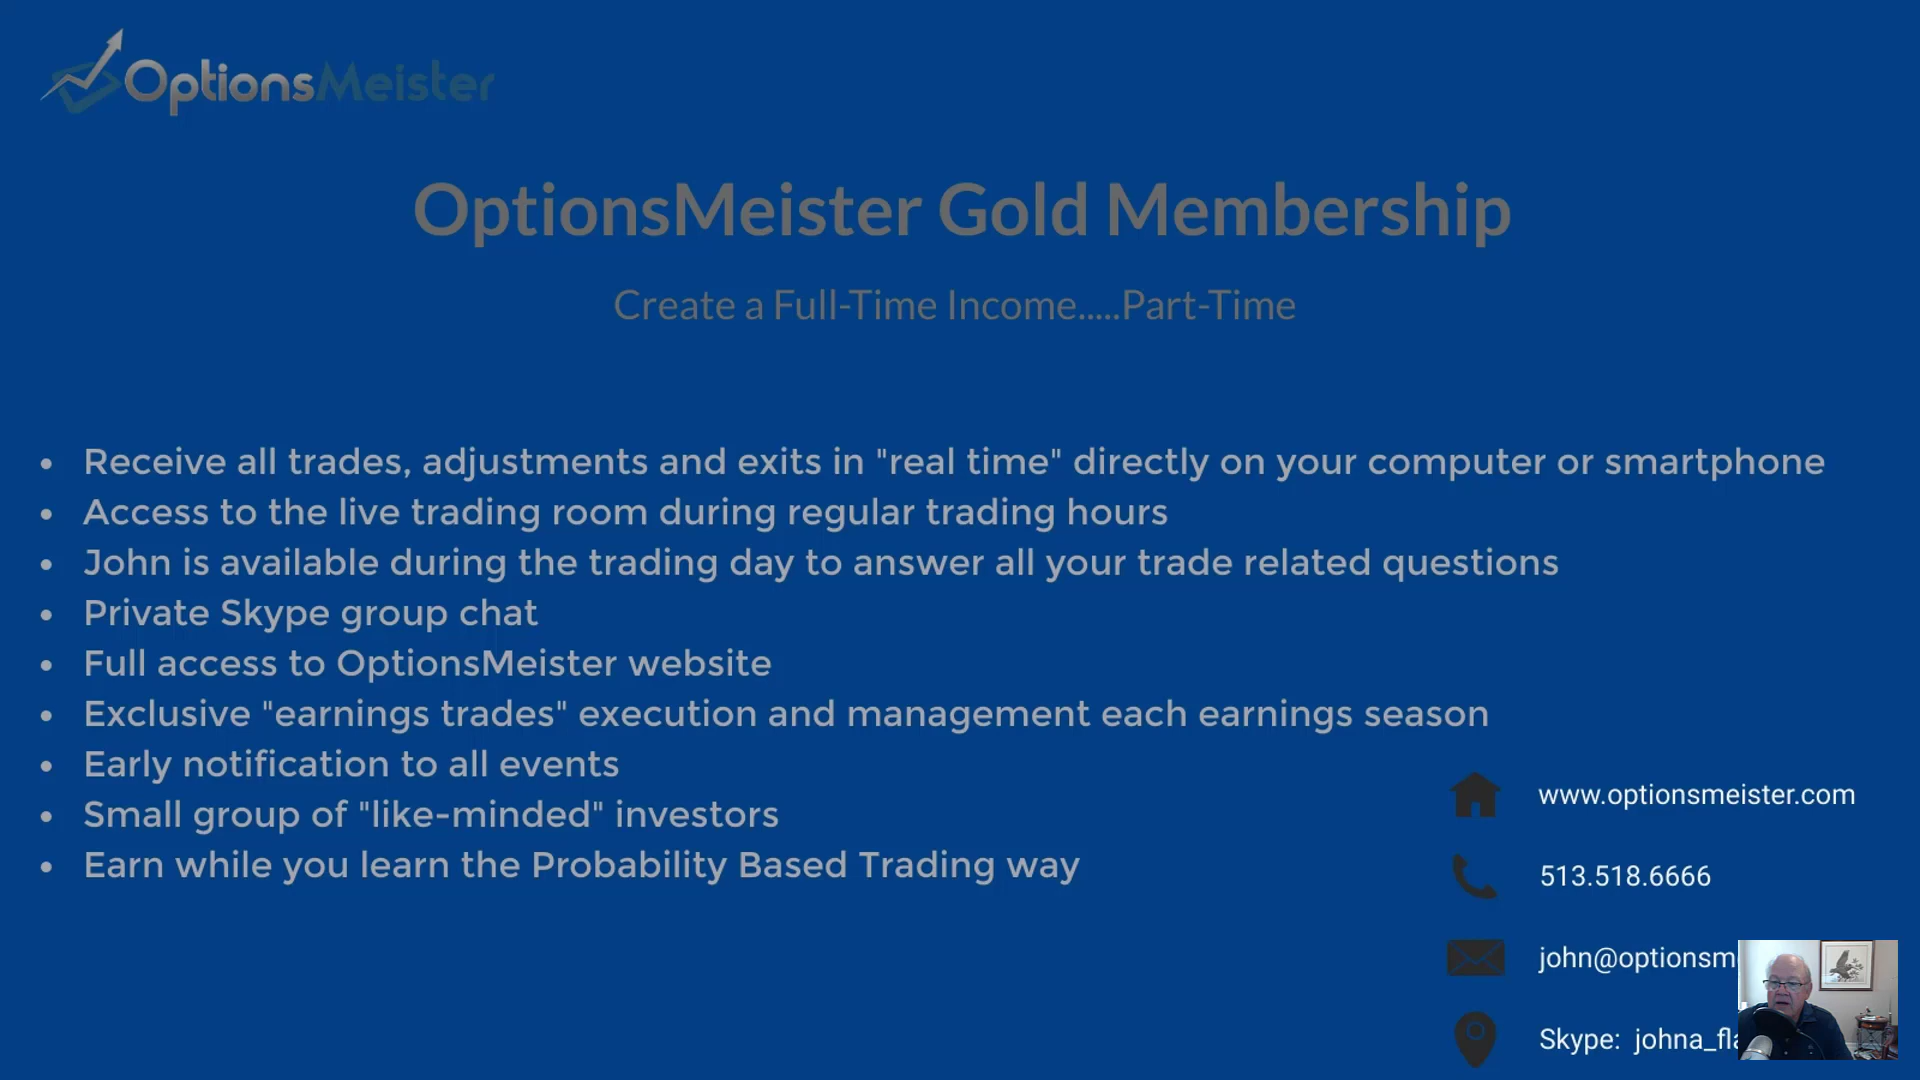 OptionsMeister
OptionsMeister Gold Membership
Create a Full-Time Income.....Part-Time
• Receive all trades, adjustments and exits in "real time" directly on your computer or smartphone
• Access to the live trading room during regular trading hours
• John is available during the trading day to answer all your trade related questions
• Private Skype group chat
• Full access to OptionsMeister website
• Exclusive "earnings trades" execution and management each earnings season
• Early notification to all events
• Small group of "like-minded" investors
• Earn while you learn the Probability Based Trading way
www.optionsmeister.com
513.518.6666
john@optionsm
Skype: johna_fl